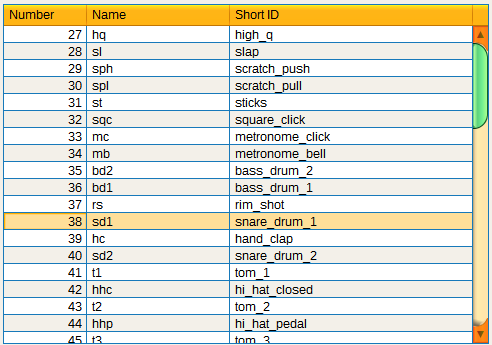 Number Name Short ID
27 hq high_q
28 sl slap
29 sph scratch_push
30 spl scratch_pull
31 st sticks
32 sqc square_click
33 mc metronome_click
34 mb metronome_bell
35 bd2 bass_drum_2
36 bd1 bass_drum_1
37 rs rim_shot
38 sd1 snare_drum_1
39 hc hand_clap
40 sd2 snare_drum_2
41 t1 tom_1
42 hhc hi_hat_closed
43 t2 tom_2
44 hhp hi_hat_pedal
45 t3 tom_3